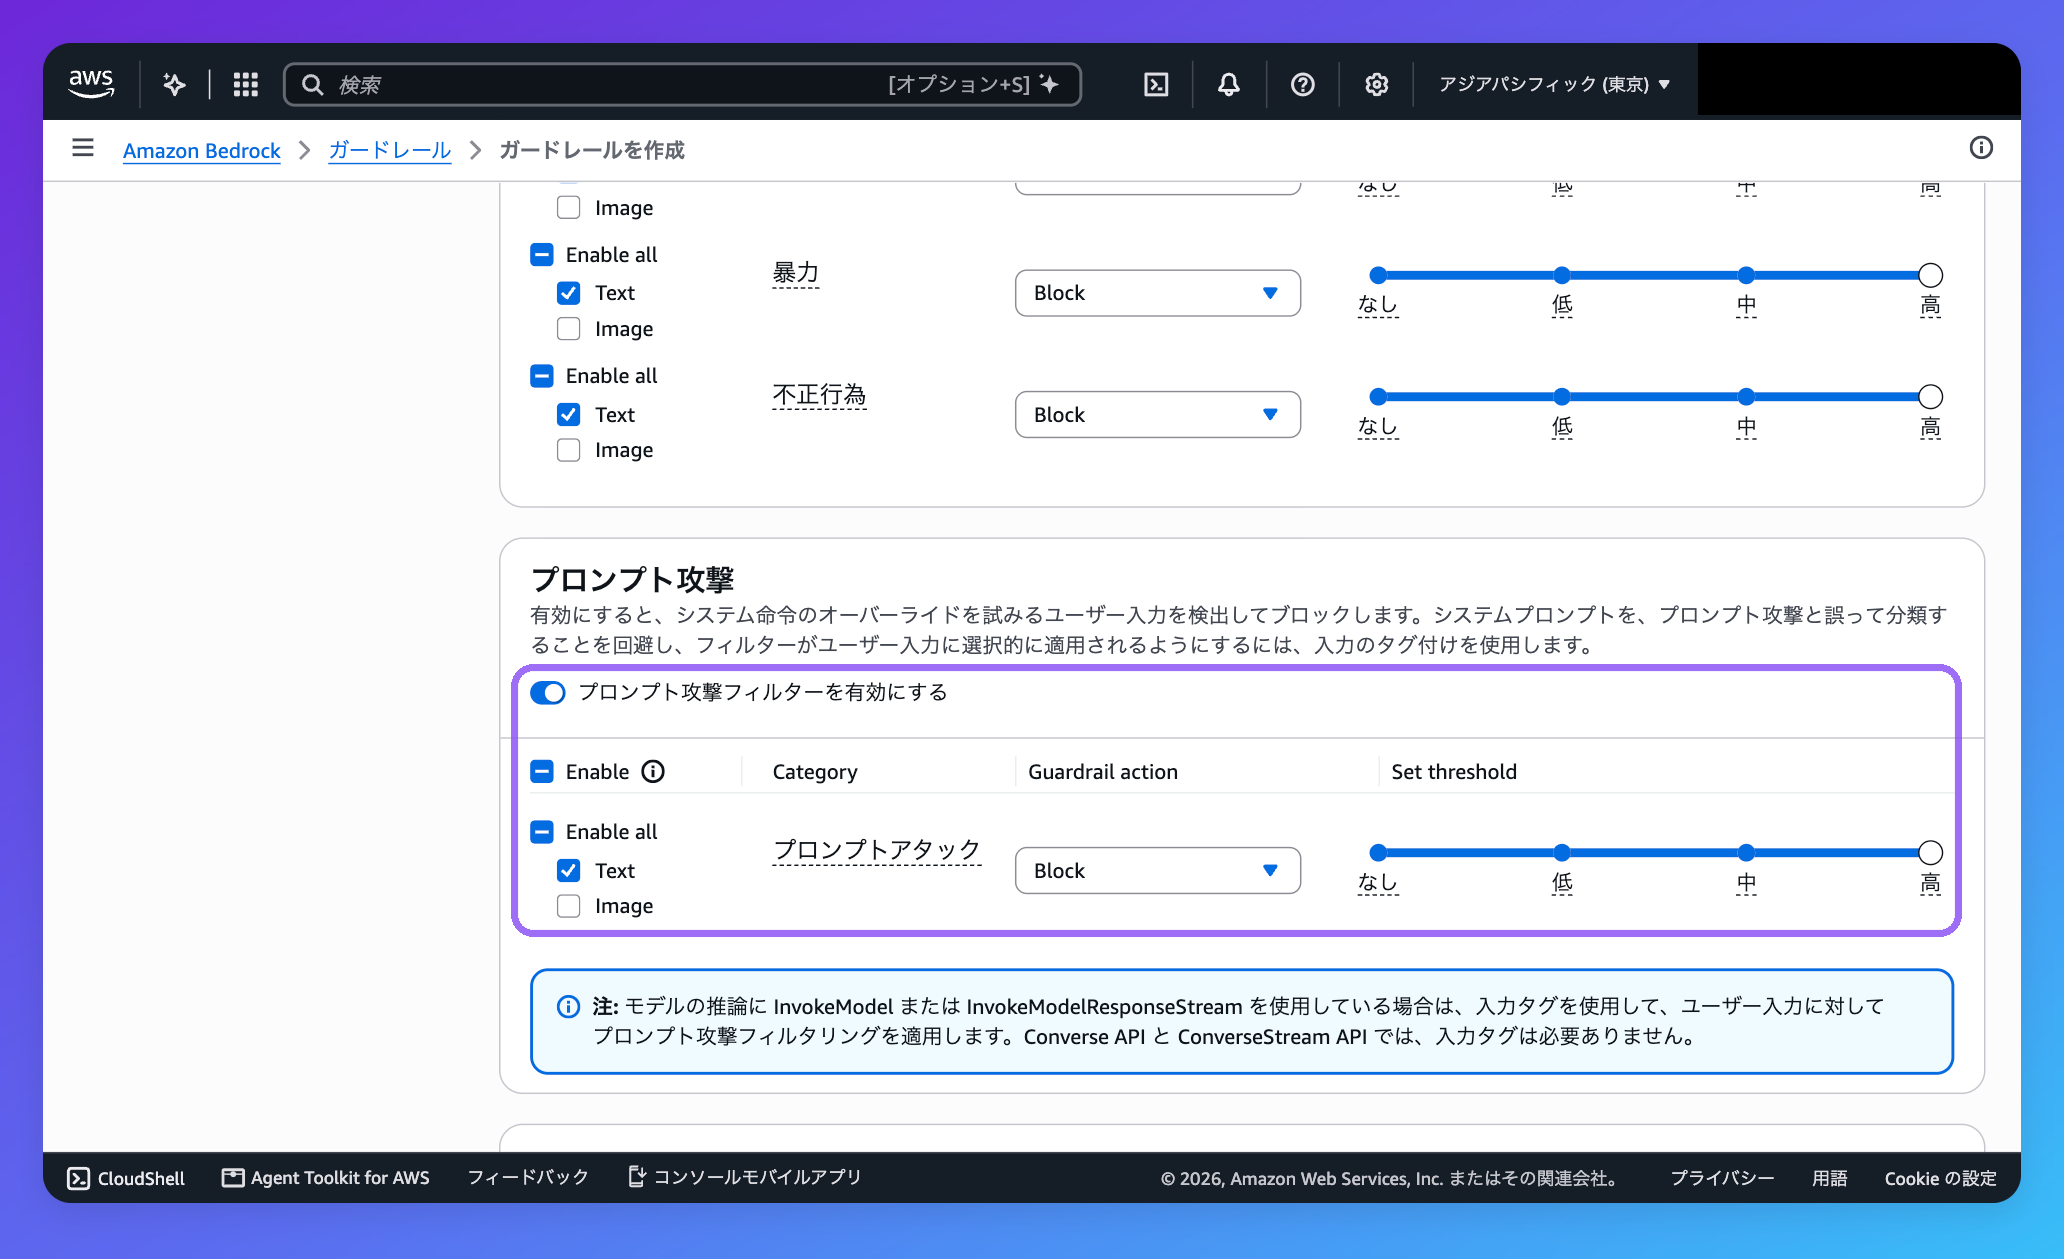 aws
検索 [オプション+S]
アジアパシフィック (東京) ▼
Amazon Bedrock > ガードレール > ガードレールを作成
なし 低 中 高
Image
Enable all
暴力
Text
Block
なし 低 中 高
Image
Enable all
不正行為
Text
Block
なし 低 中 高
Image
プロンプト攻撃
有効にすると、システム命令のオーバーライドを試みるユーザー入力を検出してブロックします。システムプロンプトを、プロンプト攻撃と誤って分類す
ることを回避し、フィルターがユーザー入力に選択的に適用されるようにするには、入力のタグ付けを使用します。
プロンプト攻撃フィルターを有効にする
Enable Category Guardrail action Set threshold
Enable all
プロンプトアタック
Text
Block
なし 低 中 高
Image
注: モデルの推論に InvokeModel または InvokeModelResponseStream を使用している場合は、入力タグを使用して、ユーザー入力に対して
プロンプト攻撃フィルタリングを適用します。Converse API と ConverseStream API では、入力タグは必要ありません。
CloudShell Agent Toolkit for AWS フィードバック コンソールモバイルアプリ © 2026, Amazon Web Services, Inc. またはその関連会社。 プライバシー 用語 Cookie の設定